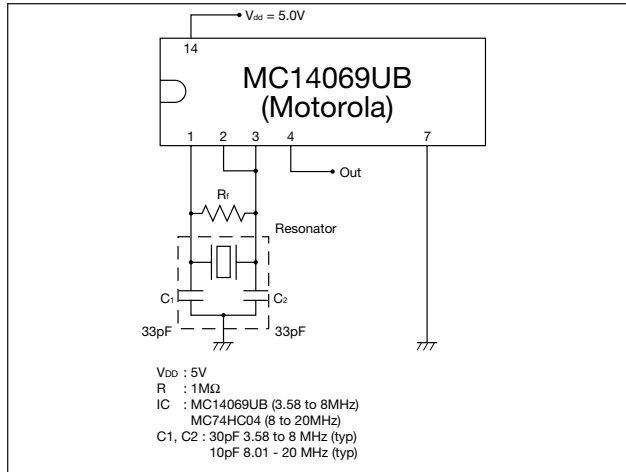 Vdd = 5.0V
14
MC14069UB
(Motorola)
1 2 3 4 7
Out
Rf
Resonator
C1 C2
33pF 33pF
VDD : 5V
R : 1MΩ
IC : MC14069UB (3.58 to 8MHz)
MC74HC04 (8 to 20MHz)
C1, C2 : 30pF 3.58 to 8 MHz (typ)
10pF 8.01 - 20 MHz (typ)